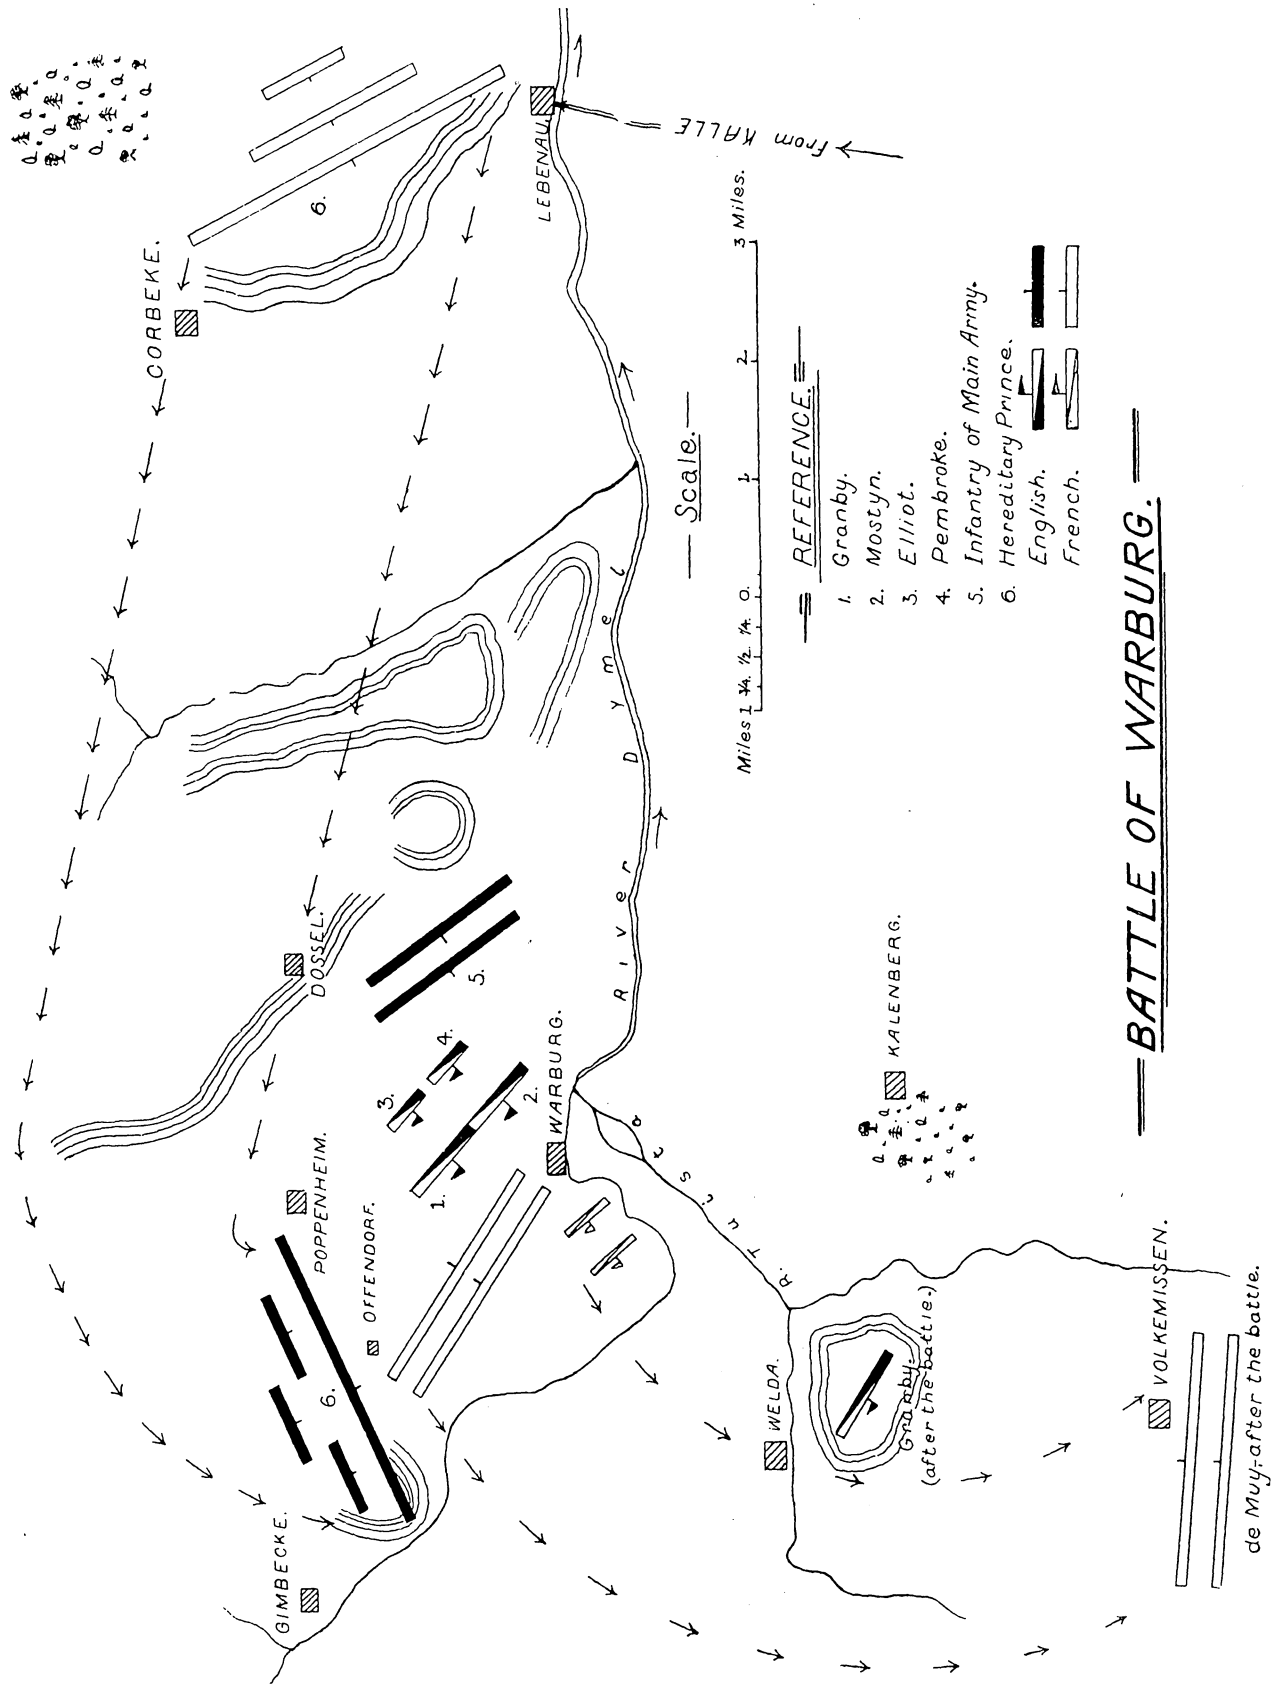 BATTLE OF WARBURG.
GIMBECKE.
6.
OFFENDORF.
POPPENHEIM.
DOSSEL.
CORBEKE.
6.
1.
2.
3.
4.
5.
WARBURG.
LEBENAU.
From KALLE
River Dymel
R. Tuisto
WELDA.
Granby.
(after the battle.)
KALENBERG.
VOLKEMISSEN.
de Muy, after the battle.
Scale.
Miles 1 ¾ ½ ¼ 0. 1 2 3 Miles.
REFERENCE.
1. Granby.
2. Mostyn.
3. Elliot.
4. Pembroke.
5. Infantry of Main Army.
6. Hereditary Prince.
English.
French.